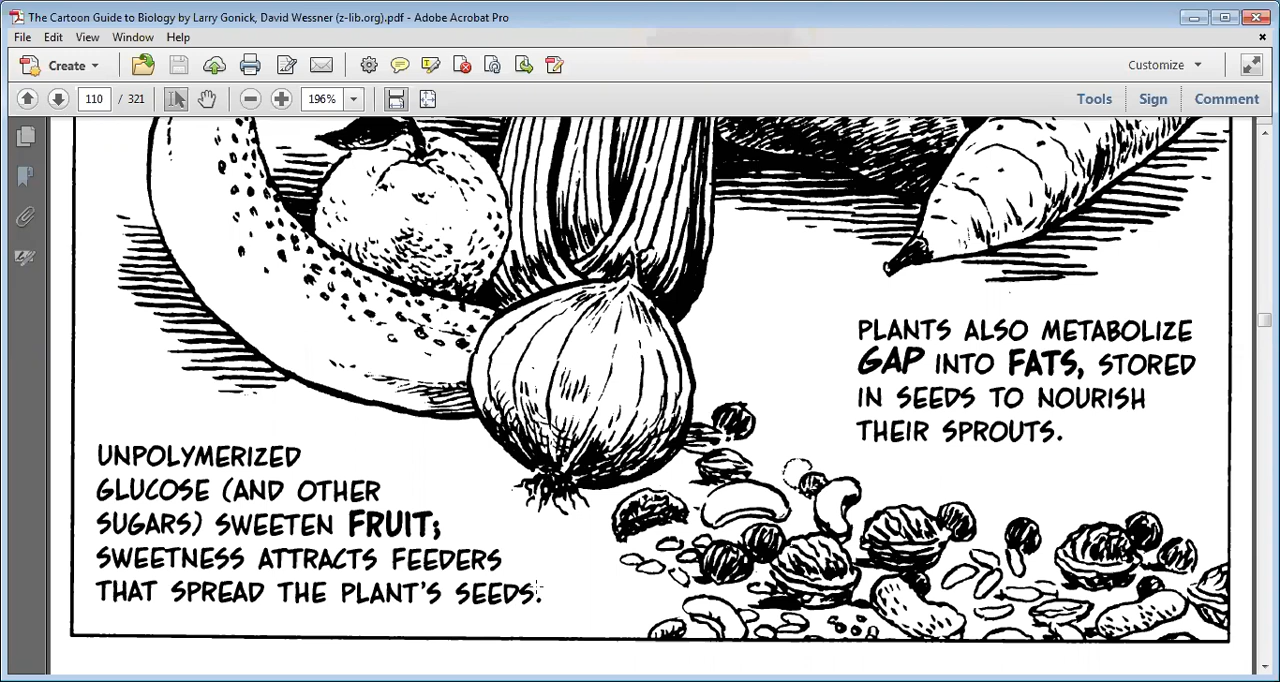 The Cartoon Guide to Biology by Larry Gonick, David Wessner (z-lib.org).pdf - Adobe Acrobat Pro
File Edit View Window Help
Create Customize
110 / 321 196% Tools Sign Comment
PLANTS ALSO METABOLIZE
GAP INTO FATS, STORED
IN SEEDS TO NOURISH
THEIR SPROUTS.
UNPOLYMERIZED
GLUCOSE (AND OTHER
SUGARS) SWEETEN FRUIT;
SWEETNESS ATTRACTS FEEDERS
THAT SPREAD THE PLANT'S SEEDS.